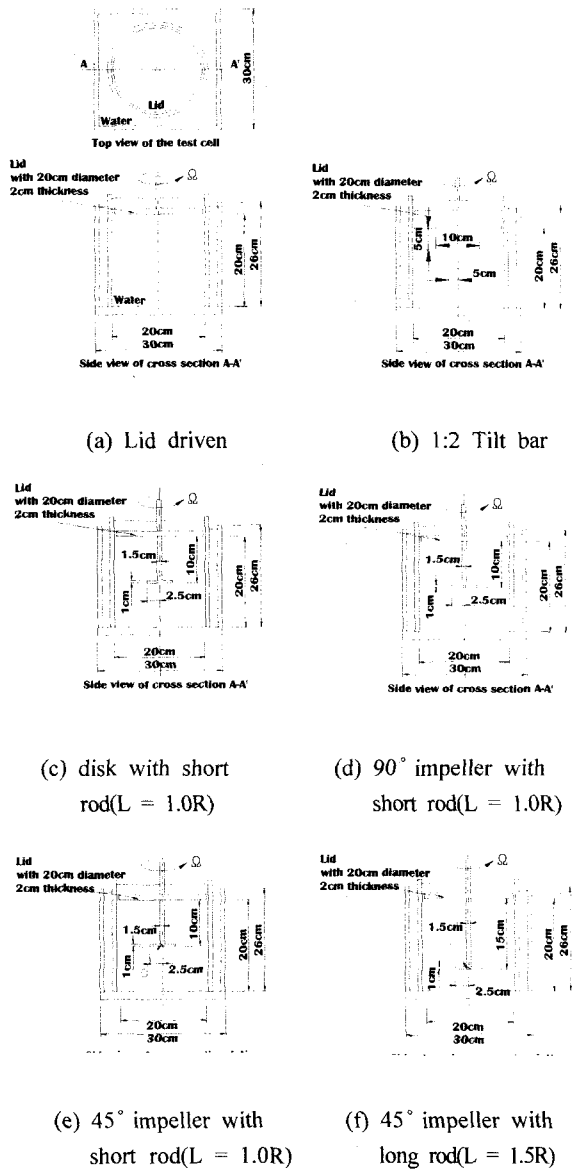 A A'
30cm
Lid
Water
Top view of the test cell
Lid
with 20cm diameter
2cm thickness
Ω
20cm
26cm
Water
20cm
30cm
Side view of cross section A-A'
(a) Lid driven
Lid
with 20cm diameter
2cm thickness
Ω
5cm
10cm
5cm
20cm
26cm
20cm
30cm
Side view of cross section A-A'
(b) 1:2 Tilt bar
Lid
with 20cm diameter
2cm thickness
Ω
1.5cm
10cm
1cm
2.5cm
20cm
26cm
20cm
30cm
Side view of cross section A-A'
(c) disk with short
rod(L = 1.0R)
Lid
with 20cm diameter
2cm thickness
Ω
1.5cm
10cm
1cm
2.5cm
20cm
26cm
20cm
30cm
Side view of cross section A-A'
(d) 90° impeller with
short rod(L = 1.0R)
Lid
with 20cm diameter
2cm thickness
Ω
1.5cm
10cm
1cm
2.5cm
20cm
26cm
20cm
30cm
(e) 45° impeller with
short rod(L = 1.0R)
Lid
with 20cm diameter
2cm thickness
Ω
1.5cm
15cm
1cm
2.5cm
20cm
26cm
20cm
30cm
(f) 45° impeller with
long rod(L = 1.5R)